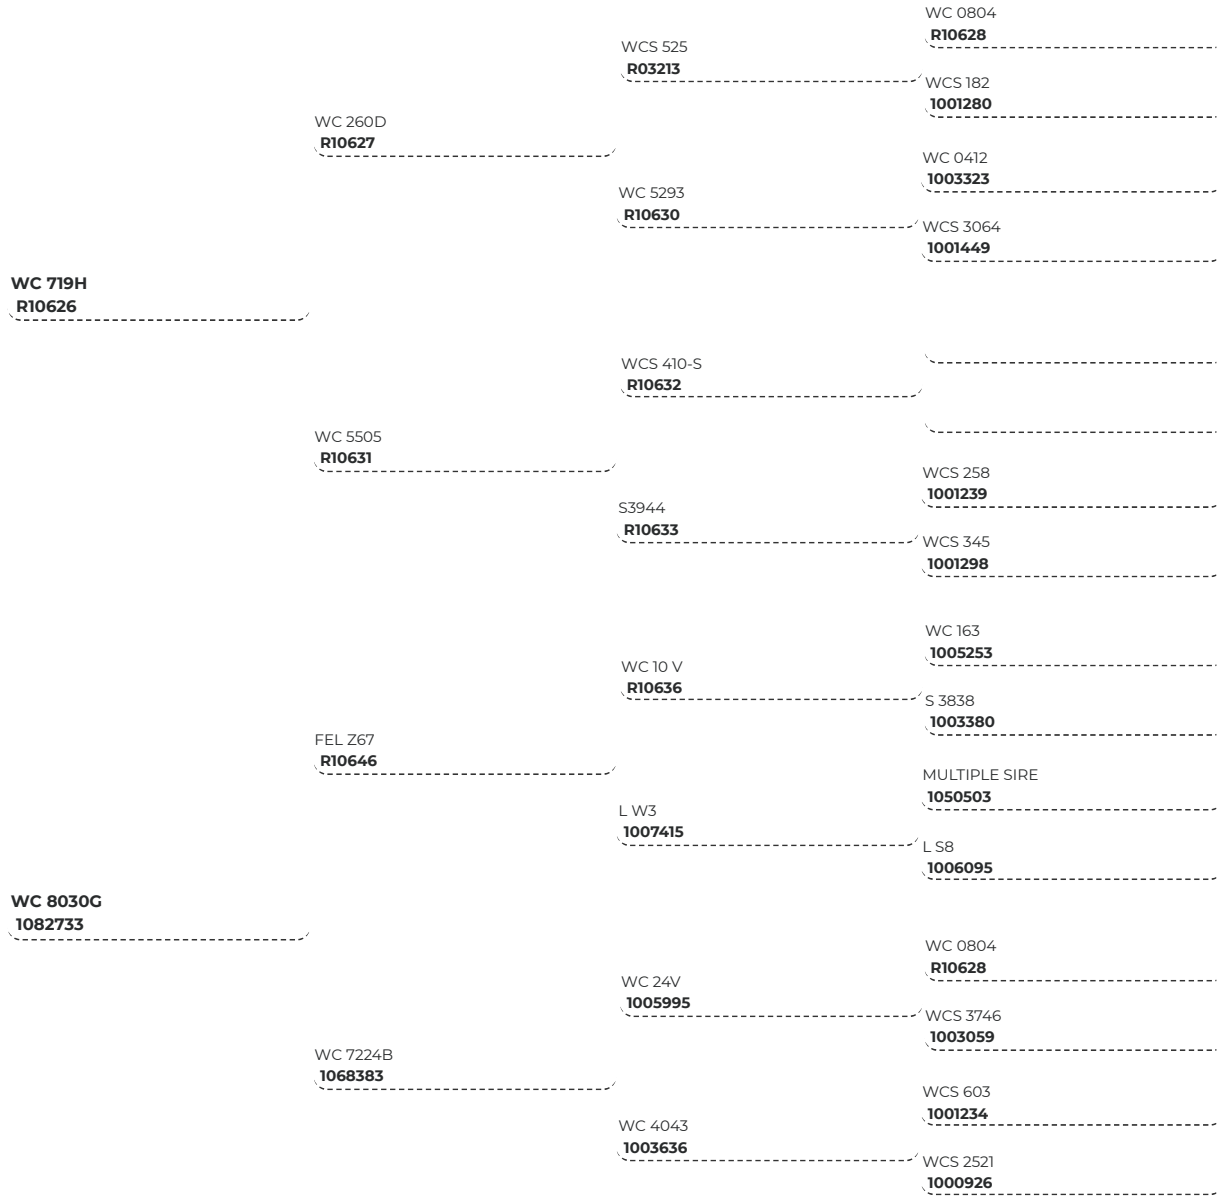 WC 0804
R10628
WCS 525
R03213
WCS 182
1001280
WC 260D
R10627
WC 0412
1003323
WC 5293
R10630
WCS 3064
1001449
WC 719H
R10626
WCS 410-S
R10632
WC 5505
R10631
WCS 258
1001239
S3944
R10633
WCS 345
1001298
WC 163
1005253
WC 10 V
R10636
S 3838
1003380
FEL Z67
R10646
MULTIPLE SIRE
1050503
L W3
1007415
L S8
1006095
WC 8030G
1082733
WC 0804
R10628
WC 24V
1005995
WCS 3746
1003059
WC 7224B
1068383
WCS 603
1001234
WC 4043
1003636
WCS 2521
1000926